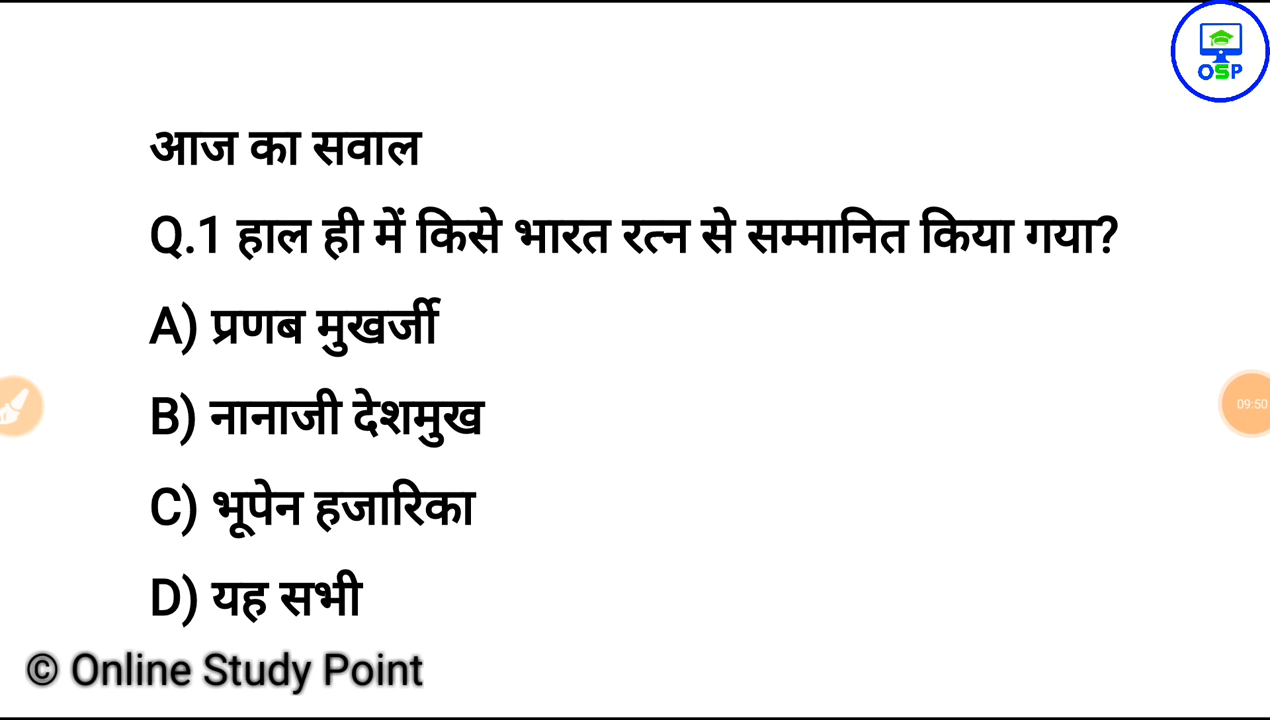 OSP
आज का सवाल
Q.1 हाल ही में किसे भारत रत्न से सम्मानित किया गया?
A) प्रणब मुखर्जी
B) नानाजी देशमुख
09:50
C) भूपेन हजारिका
D) यह सभी
© Online Study Point